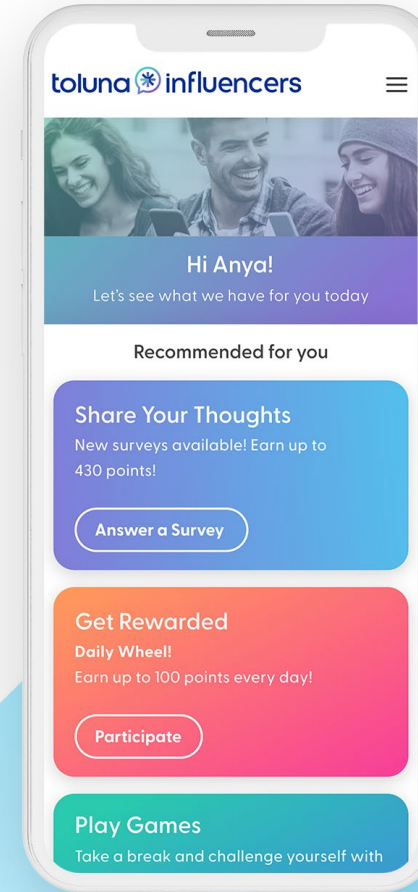 toluna influencers
Hi Anya!
Let's see what we have for you today
Recommended for you
Share Your Thoughts
New surveys available! Earn up to
430 points!
Answer a Survey
Get Rewarded
Daily Wheel!
Earn up to 100 points every day!
Participate
Play Games
Take a break and challenge yourself with